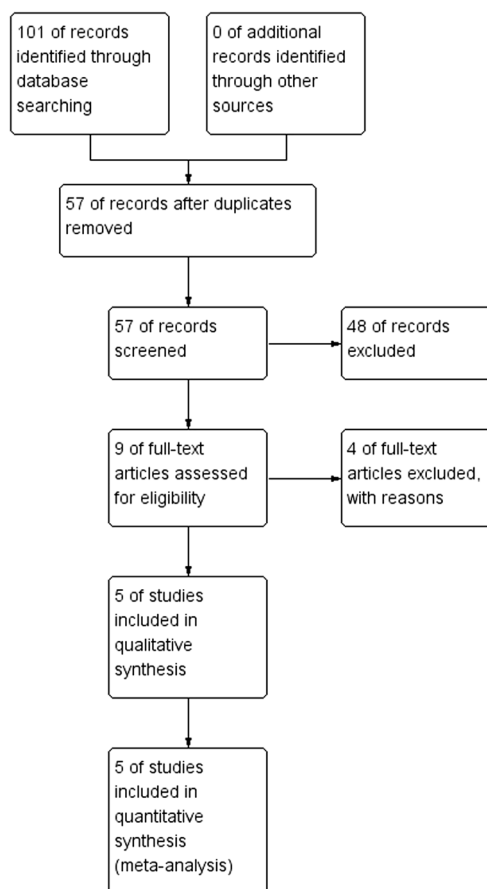 101 of records
identified through
database
searching
0 of additional
records identified
through other
sources
57 of records after duplicates
removed
57 of records
screened
48 of records
excluded
9 of full-text
articles assessed
for eligibility
4 of full-text
articles excluded,
with reasons
5 of studies
included in
qualitative
synthesis
5 of studies
included in
quantitative
synthesis
(meta-analysis)